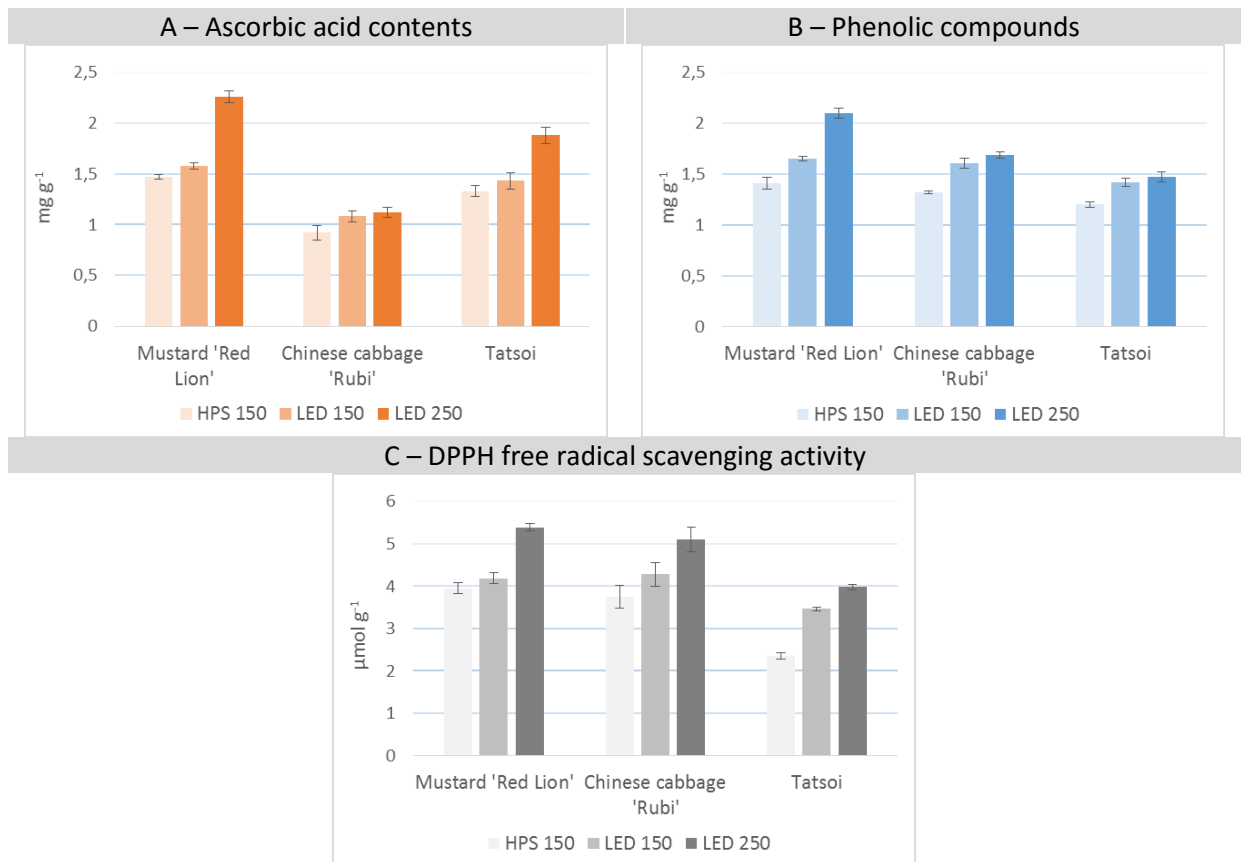 A – Ascorbic acid contents
2,5
2
1,5
1
0,5
0
mg g⁻¹
Mustard 'Red Lion'
Chinese cabbage 'Rubi'
Tatsoi
HPS 150 LED 150 LED 250
B – Phenolic compounds
2,5
2
1,5
1
0,5
0
mg g⁻¹
Mustard 'Red Lion'
Chinese cabbage 'Rubi'
Tatsoi
HPS 150 LED 150 LED 250
C – DPPH free radical scavenging activity
6
5
4
3
2
1
0
µmol g⁻¹
Mustard 'Red Lion'
Chinese cabbage 'Rubi'
Tatsoi
HPS 150 LED 150 LED 250